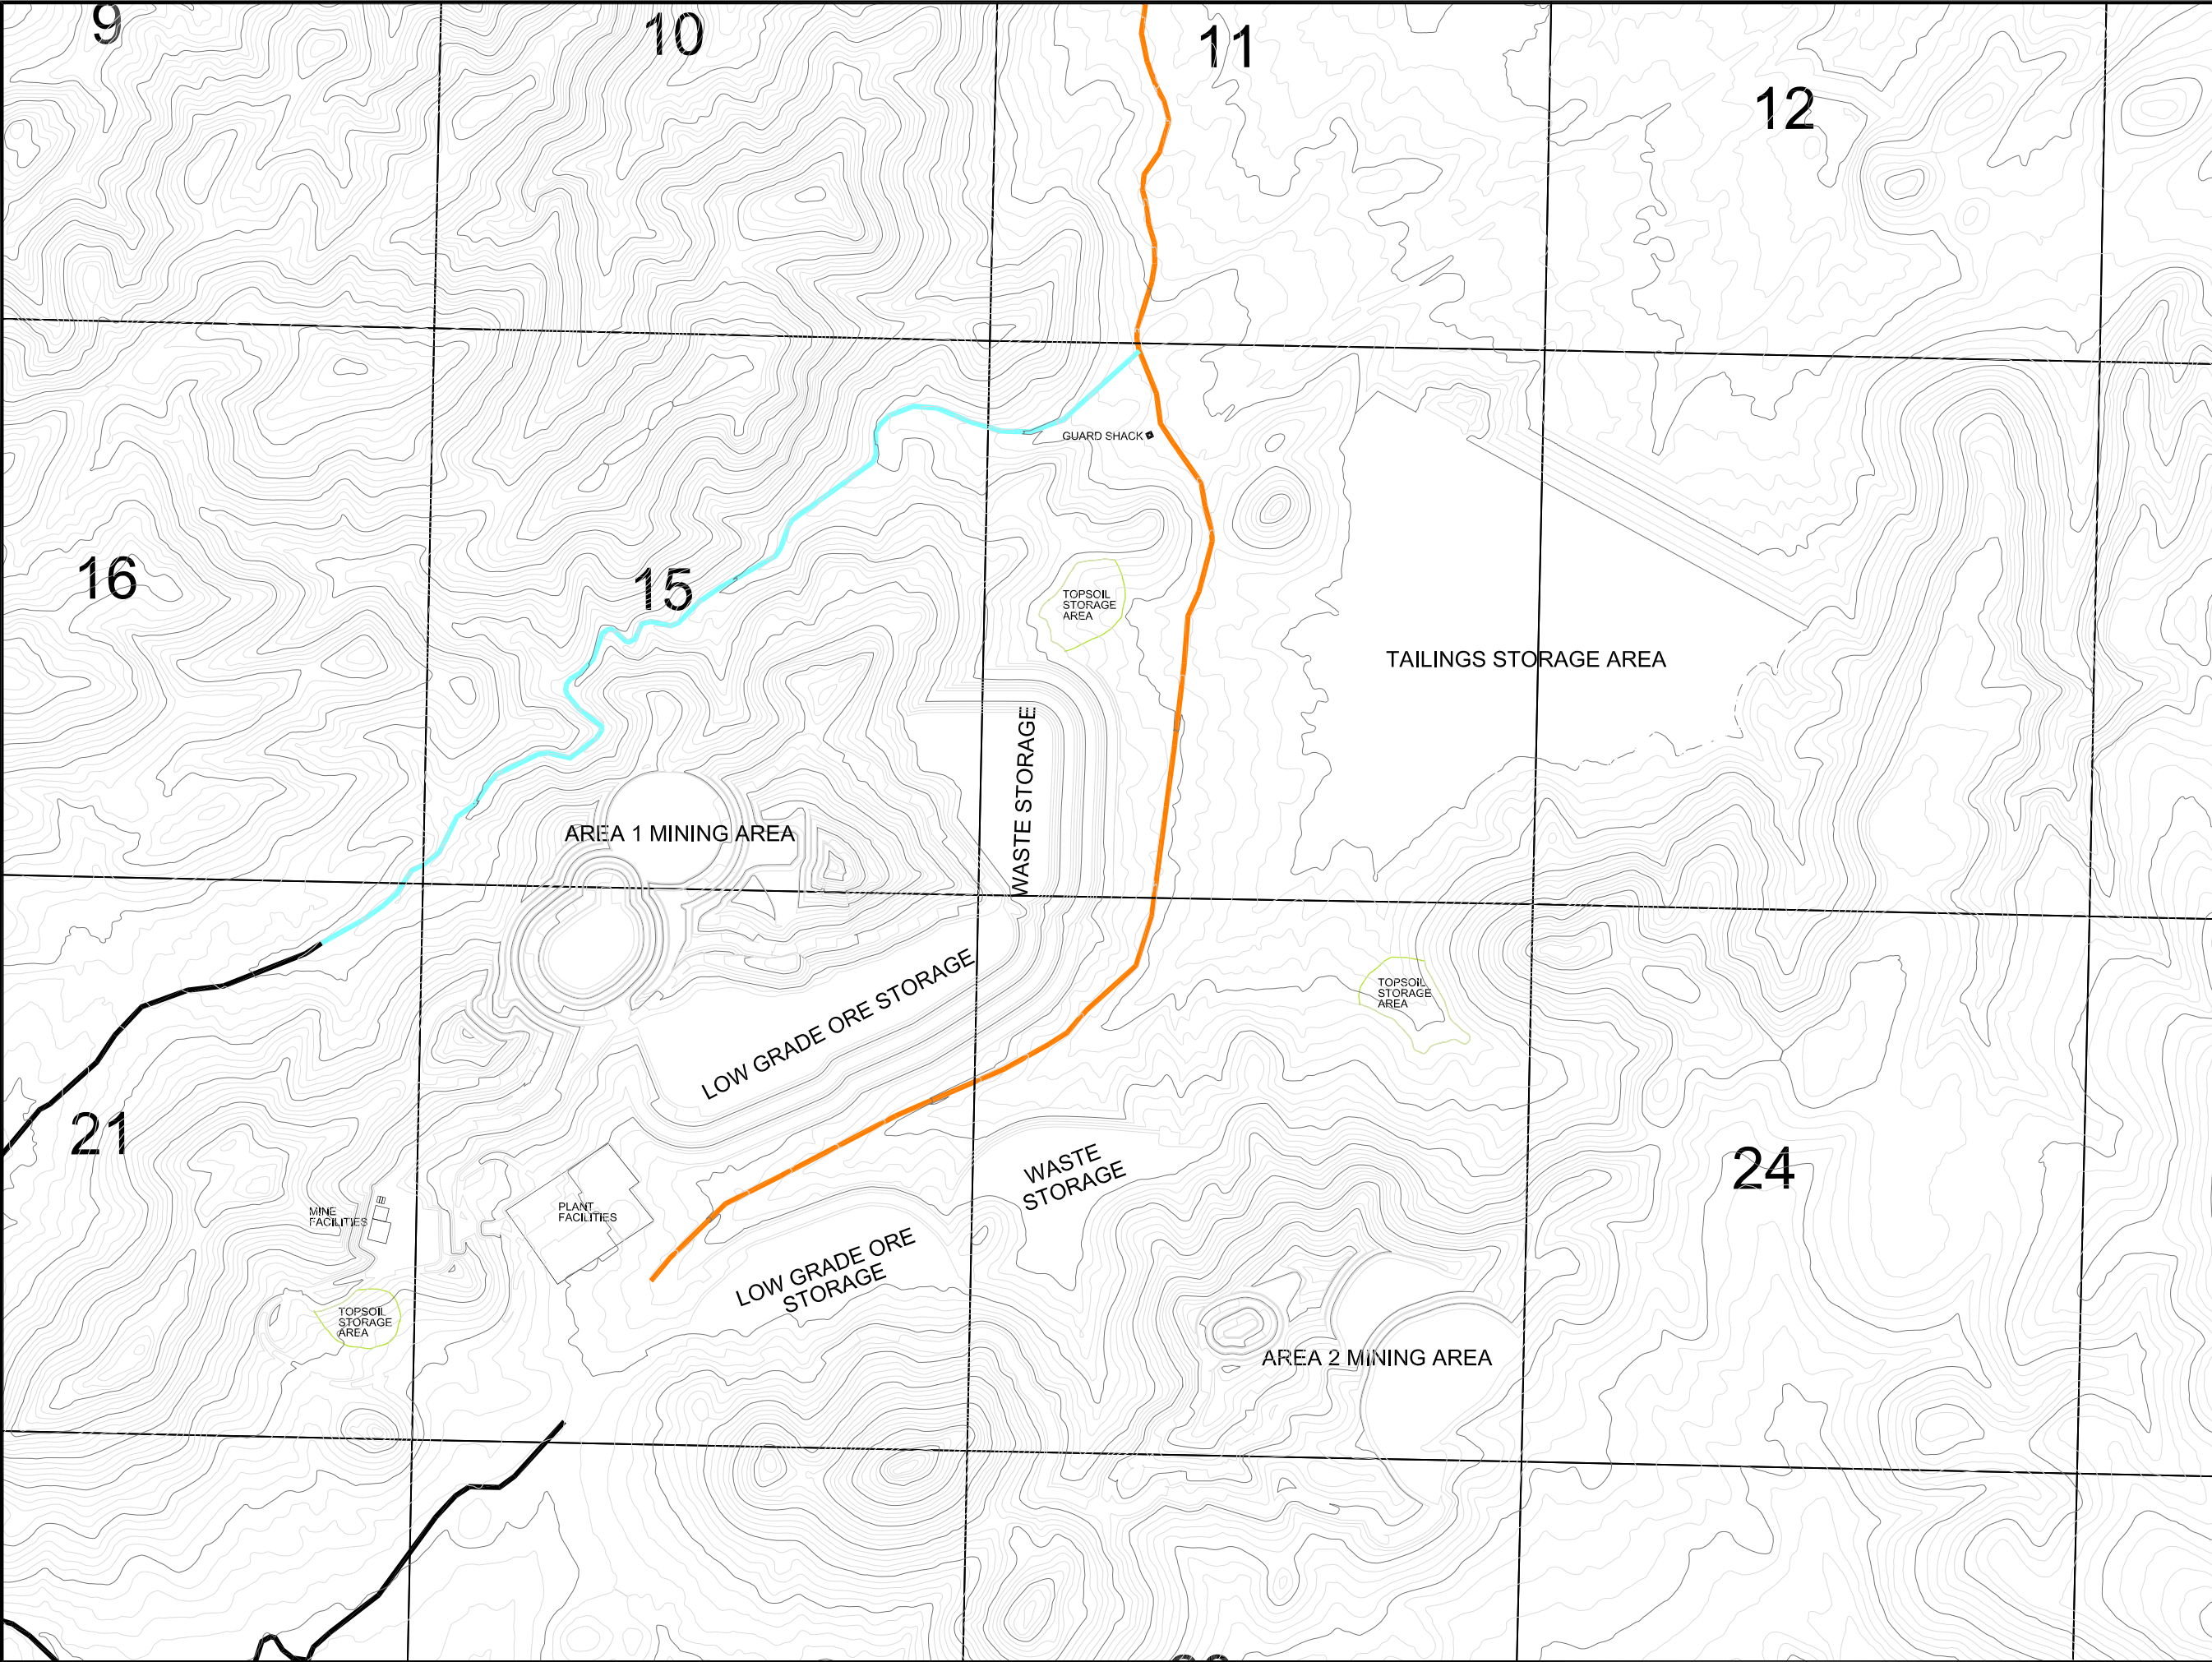 9
10
11
12
GUARD SHACK
16
15
TOPSOIL
STORAGE
AREA
TAILINGS STORAGE AREA
WASTE STORAGE
AREA 1 MINING AREA
LOW GRADE ORE STORAGE
TOPSOIL
STORAGE
AREA
21
24
WASTE
STORAGE
MINE
FACILITIES
PLANT
FACILITIES
LOW GRADE ORE
STORAGE
TOPSOIL
STORAGE
AREA
AREA 2 MINING AREA